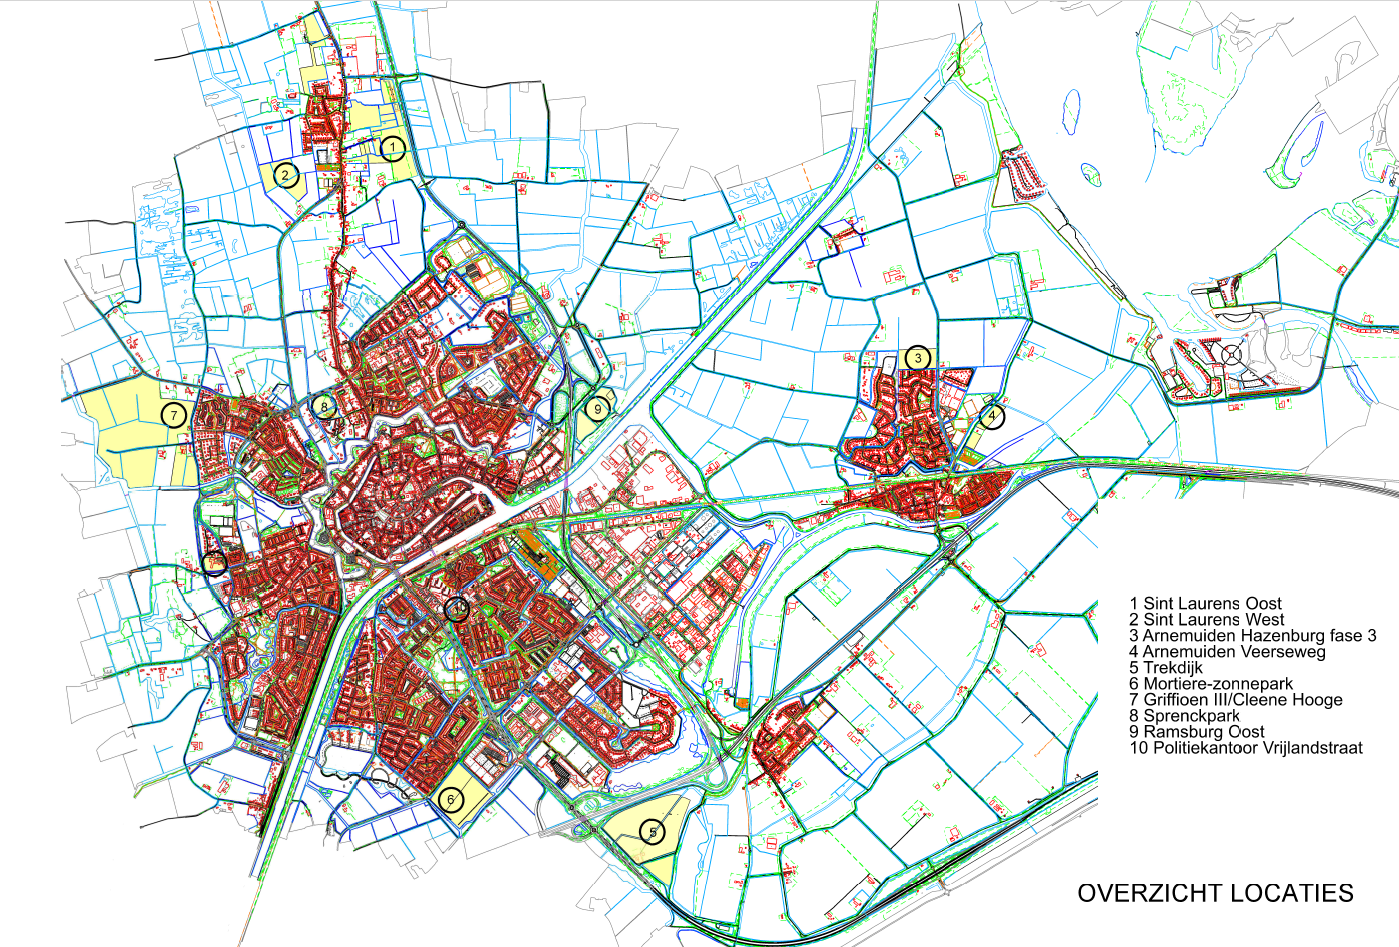 1
2
3
4
7
8
9
7
10
6
5
1 Sint Laurens Oost
2 Sint Laurens West
3 Arnemuiden Hazenburg fase 3
4 Arnemuiden Veerseweg
5 Trekdijk
6 Mortiere-zonnepark
7 Griffioen III/Cleene Hooge
8 Sprenckpark
9 Ramsburg Oost
10 Politiekantoor Vrijlandstraat
OVERZICHT LOCATIES